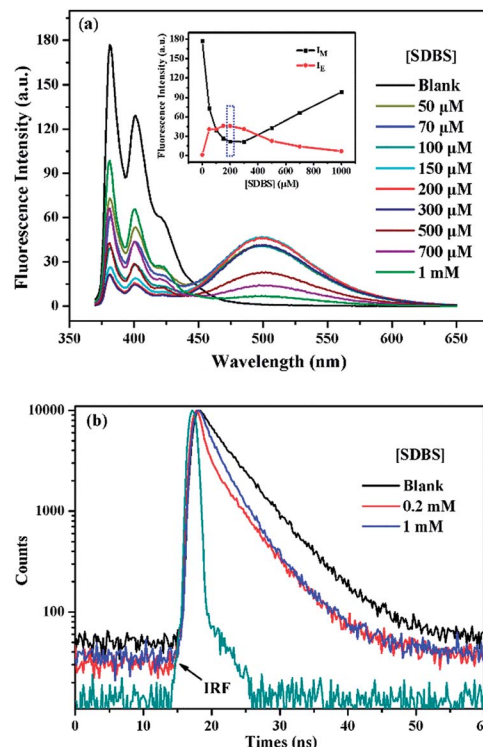 (a)
[SDBS]
Blank
50 μM
70 μM
100 μM
150 μM
200 μM
300 μM
500 μM
700 μM
1 mM
Fluorescence Intensity (a.u.)
180
150
120
90
60
30
0
350 400 450 500 550 600 650
Wavelength (nm)
I_M
I_E
Fluorescence Intensity (a.u.)
180
150
120
90
60
30
0
0 200 400 600 800 1000
[SDBS] (μM)
(b)
[SDBS]
Blank
0.2 mM
1 mM
IRF
Counts
10000
1000
100
0 10 20 30 40 50 60
Times (ns)